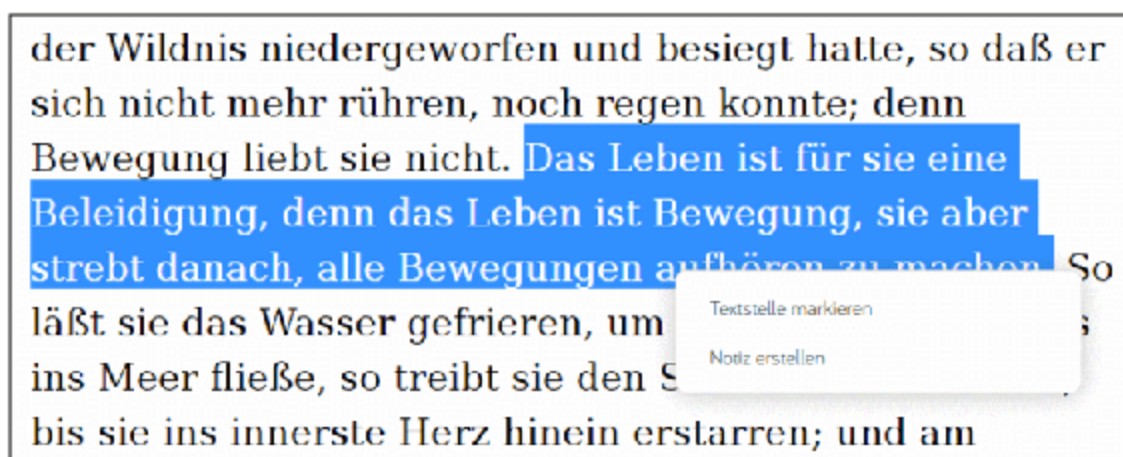 der Wildnis niedergeworfen und besiegt hatte, so daß er
sich nicht mehr rühren, noch regen konnte; denn
Bewegung liebt sie nicht. Das Leben ist für sie eine
Beleidigung, denn das Leben ist Bewegung, sie aber
strebt danach, alle Bewegungen aufhören zu machen. So
läßt sie das Wasser gefrieren, um
Textstelle markieren
ins Meer fließe, so treibt sie den
Notiz erstellen
bis sie ins innerste Herz hinein erstarren; und am